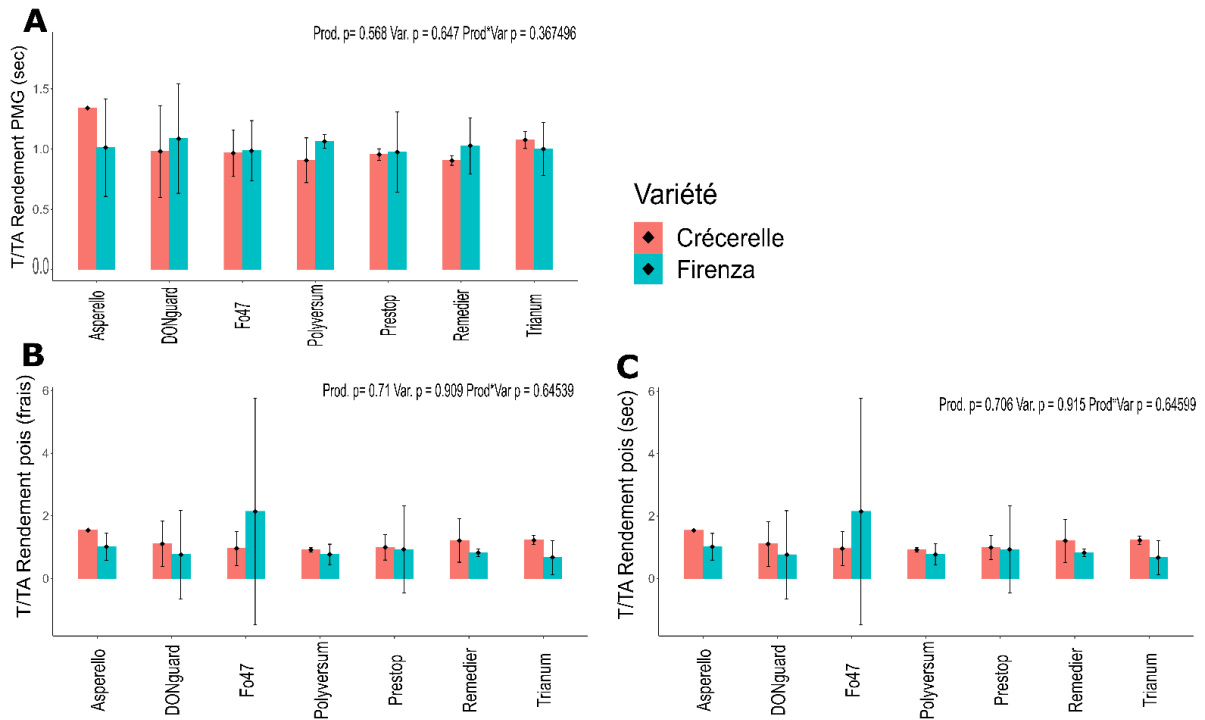 A
Prod. p= 0.568 Var. p = 0.647 Prod*Var p = 0.367496
T/TA Rendement PMG (sec)
1.5
1.0
0.5
0.0
Asperello
DONguard
Fo47
Polyversum
Prestop
Remedier
Trianum
Variété
Crécerelle
Firenza
B
Prod. p= 0.71 Var. p = 0.909 Prod*Var p = 0.64539
T/TA Rendement pois (frais)
6
4
2
0
Asperello
DONguard
Fo47
Polyversum
Prestop
Remedier
Trianum
C
Prod. p= 0.706 Var. p = 0.915 Prod*Var p = 0.64599
T/TA Rendement pois (sec)
6
4
2
0
Asperello
DONguard
Fo47
Polyversum
Prestop
Remedier
Trianum